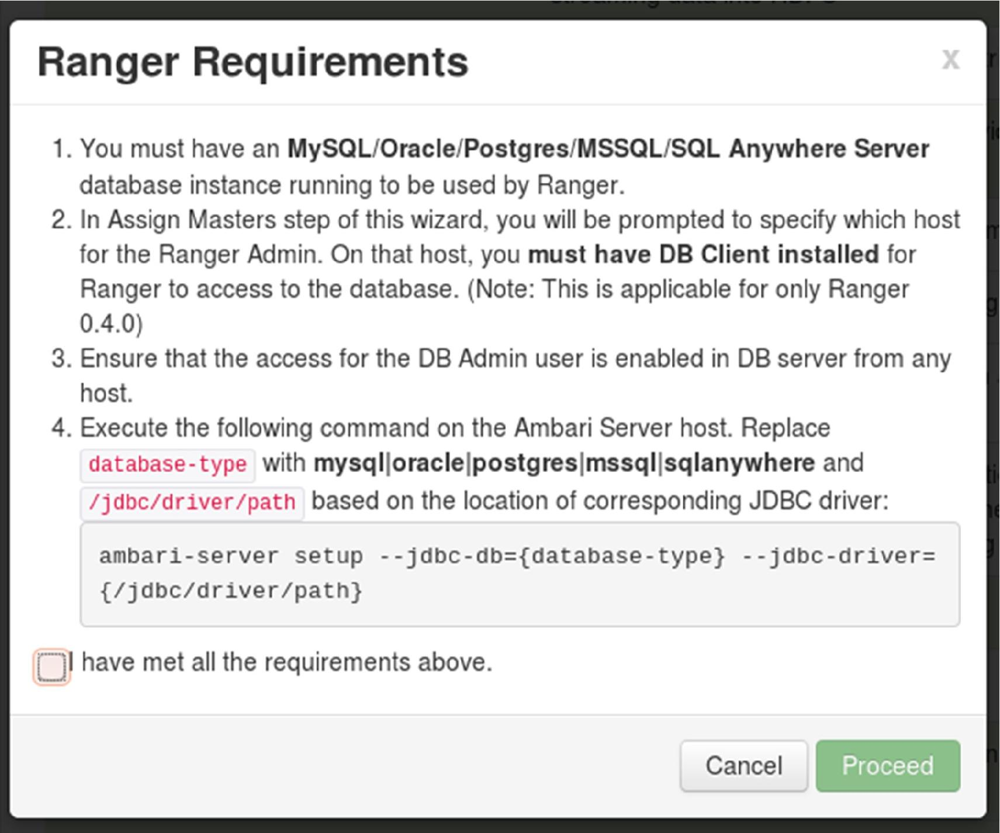 Ranger Requirements
x
1. You must have an MySQL/Oracle/Postgres/MSSQL/SQL Anywhere Server
database instance running to be used by Ranger.
2. In Assign Masters step of this wizard, you will be prompted to specify which host
for the Ranger Admin. On that host, you must have DB Client installed for
Ranger to access to the database. (Note: This is applicable for only Ranger
0.4.0)
3. Ensure that the access for the DB Admin user is enabled in DB server from any
host.
4. Execute the following command on the Ambari Server host. Replace
database-type with mysql|oracle|postgres|mssql|sqlanywhere and
/jdbc/driver/path based on the location of corresponding JDBC driver:
ambari-server setup --jdbc-db={database-type} --jdbc-driver=
{/jdbc/driver/path}
I have met all the requirements above.
Cancel Proceed